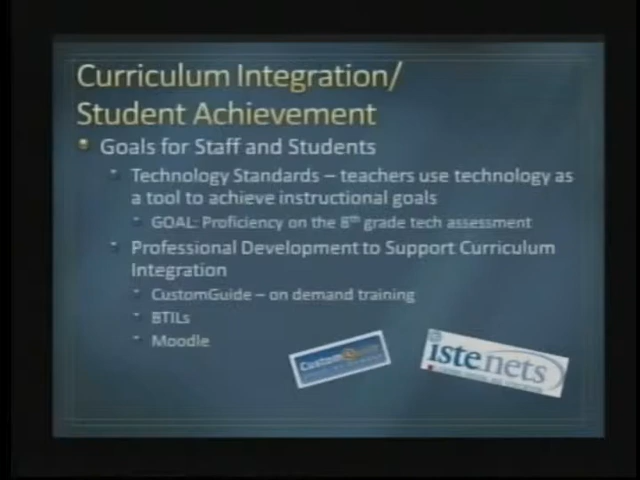 Curriculum Integration/
Student Achievement
Goals for Staff and Students
Technology Standards – teachers use technology as
a tool to achieve instructional goals
GOAL: Proficiency on the 8th grade tech assessment
Professional Development to Support Curriculum
Integration
CustomGuide – on demand training
BTILs
Moodle
CustomGuide
iste nets